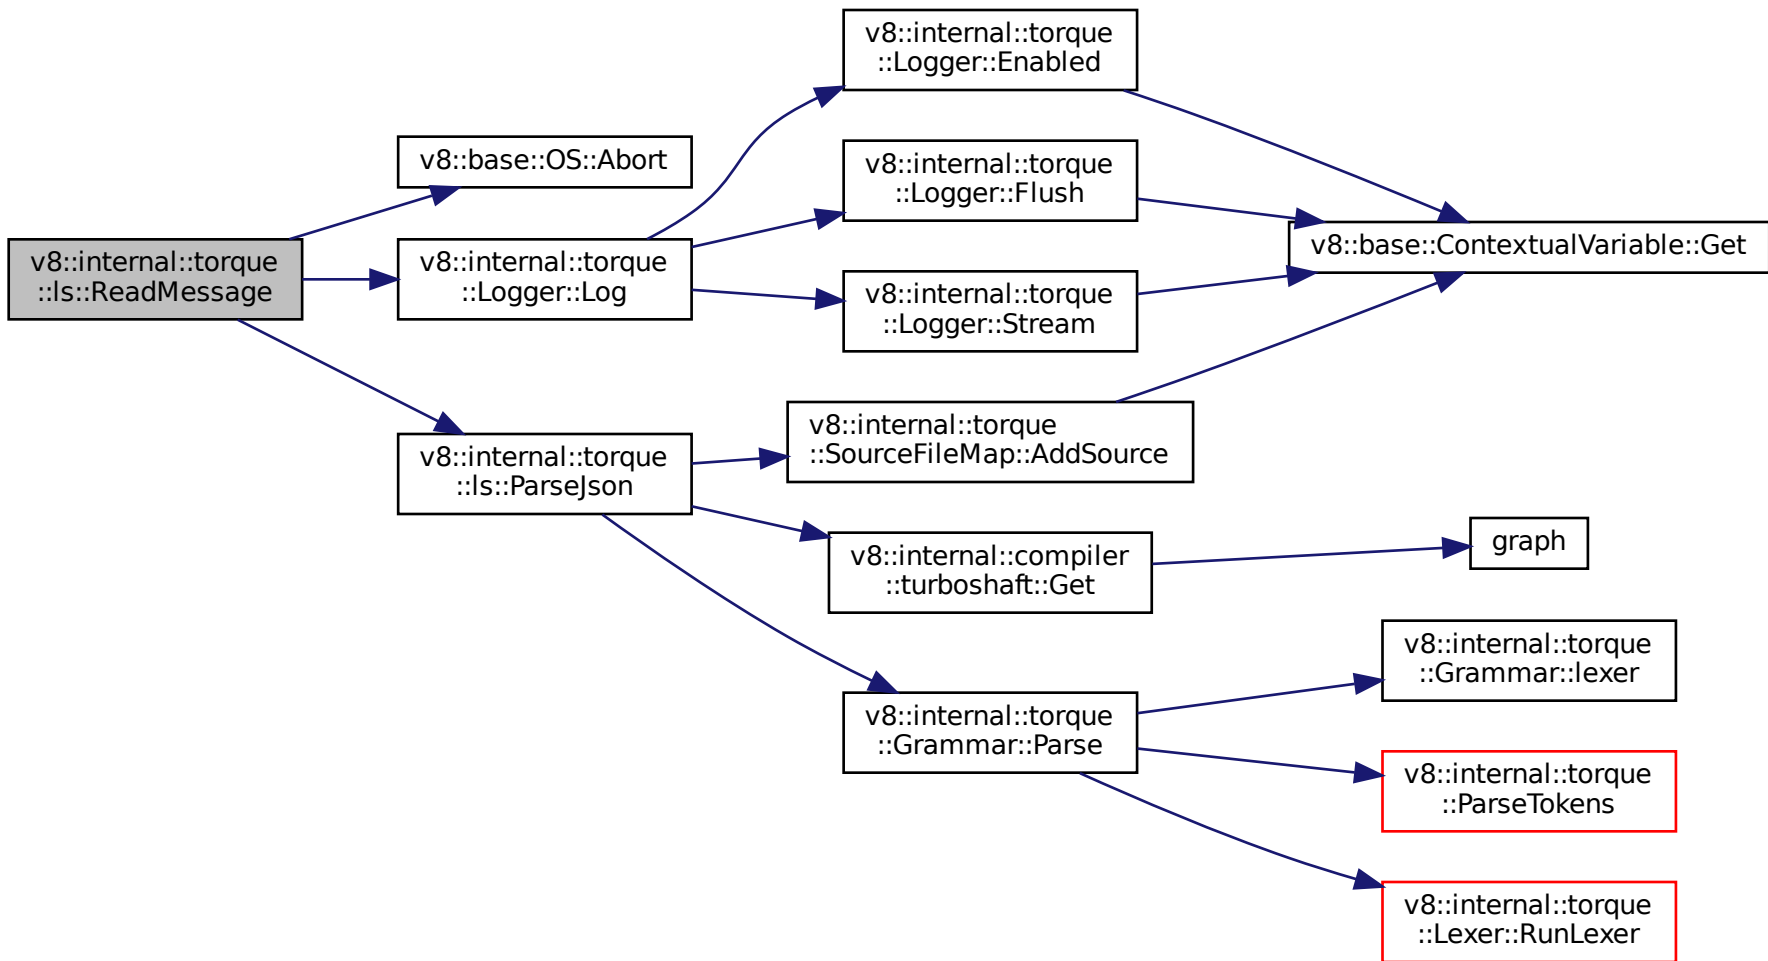 v8::internal::torque
::ls::ReadMessage
v8::base::OS::Abort
v8::internal::torque
::Logger::Log
v8::internal::torque
::ls::ParseJson
v8::internal::torque
::Logger::Enabled
v8::internal::torque
::Logger::Flush
v8::internal::torque
::Logger::Stream
v8::internal::torque
::SourceFileMap::AddSource
v8::internal::compiler
::turboshaft::Get
v8::internal::torque
::Grammar::Parse
v8::base::ContextualVariable::Get
graph
v8::internal::torque
::Grammar::lexer
v8::internal::torque
::ParseTokens
v8::internal::torque
::Lexer::RunLexer